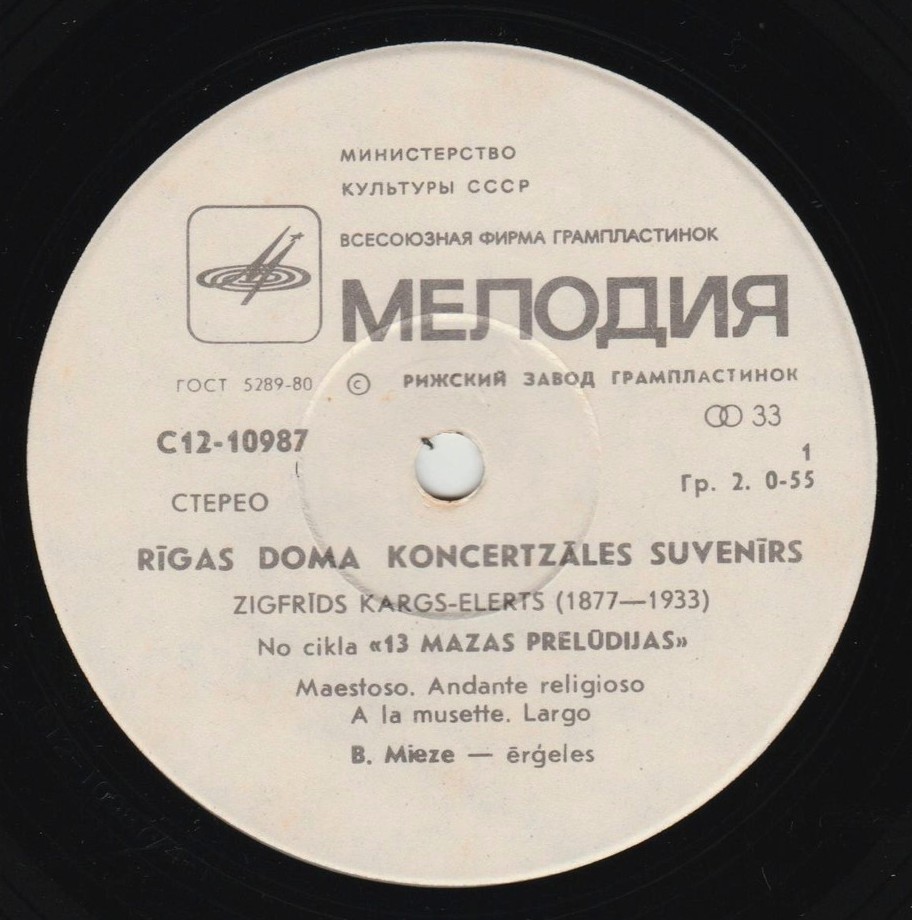 МИНИСТЕРСТВО
КУЛЬТУРЫ СССР
ВСЕСОЮЗНАЯ ФИРМА ГРАМПЛАСТИНОК
МЕЛОДИЯ
ГОСТ 5289-80 © РИЖСКИЙ ЗАВОД ГРАМПЛАСТИНОК
33
С12-10987
1
СТЕРЕО
Гр. 2. 0-55
RĪGAS DOMA KONCERTZĀLES SUVENĪRS
ZIGFRĪDS KARGS-ELERTS (1877—1933)
No cikla «13 MAZAS PRELŪDIJAS»
Maestoso. Andante religioso
A la musette. Largo
B. Mieze — ērģeles